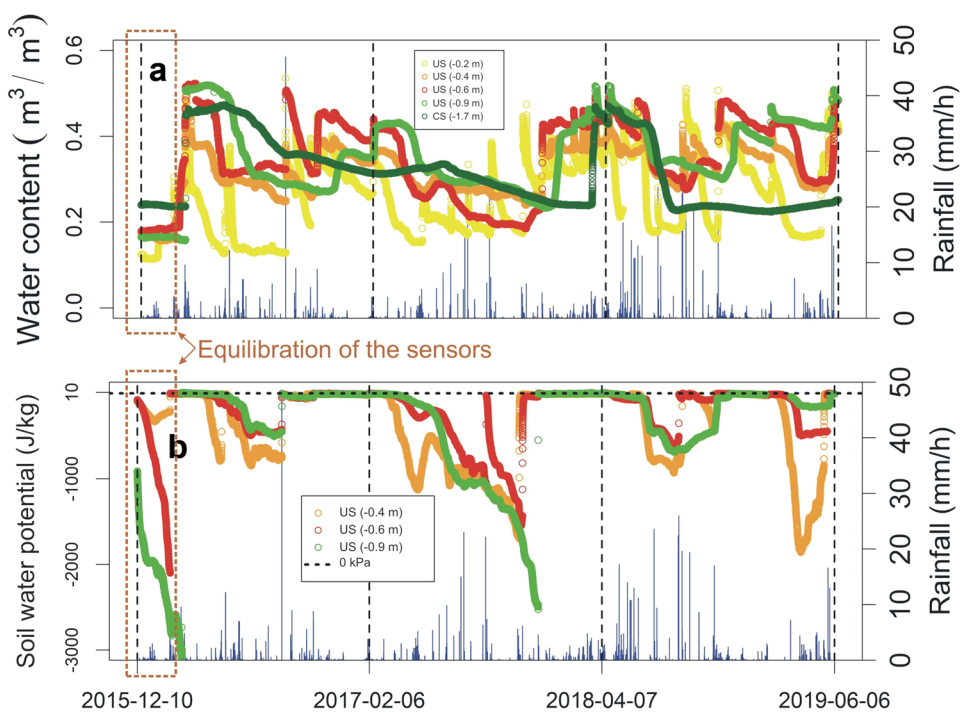 0.6
0.4
0.2
0.0
Water content ( m³ / m³)
a
US (-0.2 m)
US (-0.4 m)
US (-0.6 m)
US (-0.9 m)
CS (-1.7 m)
50
40
30
20
10
0
Rainfall (mm/h)
Equilibration of the sensors
10
-1000
-2000
-3000
Soil water potential (J/kg)
b
US (-0.4 m)
US (-0.6 m)
US (-0.9 m)
0 kPa
50
40
30
20
10
0
Rainfall (mm/h)
2015-12-10
2017-02-06
2018-04-07
2019-06-06